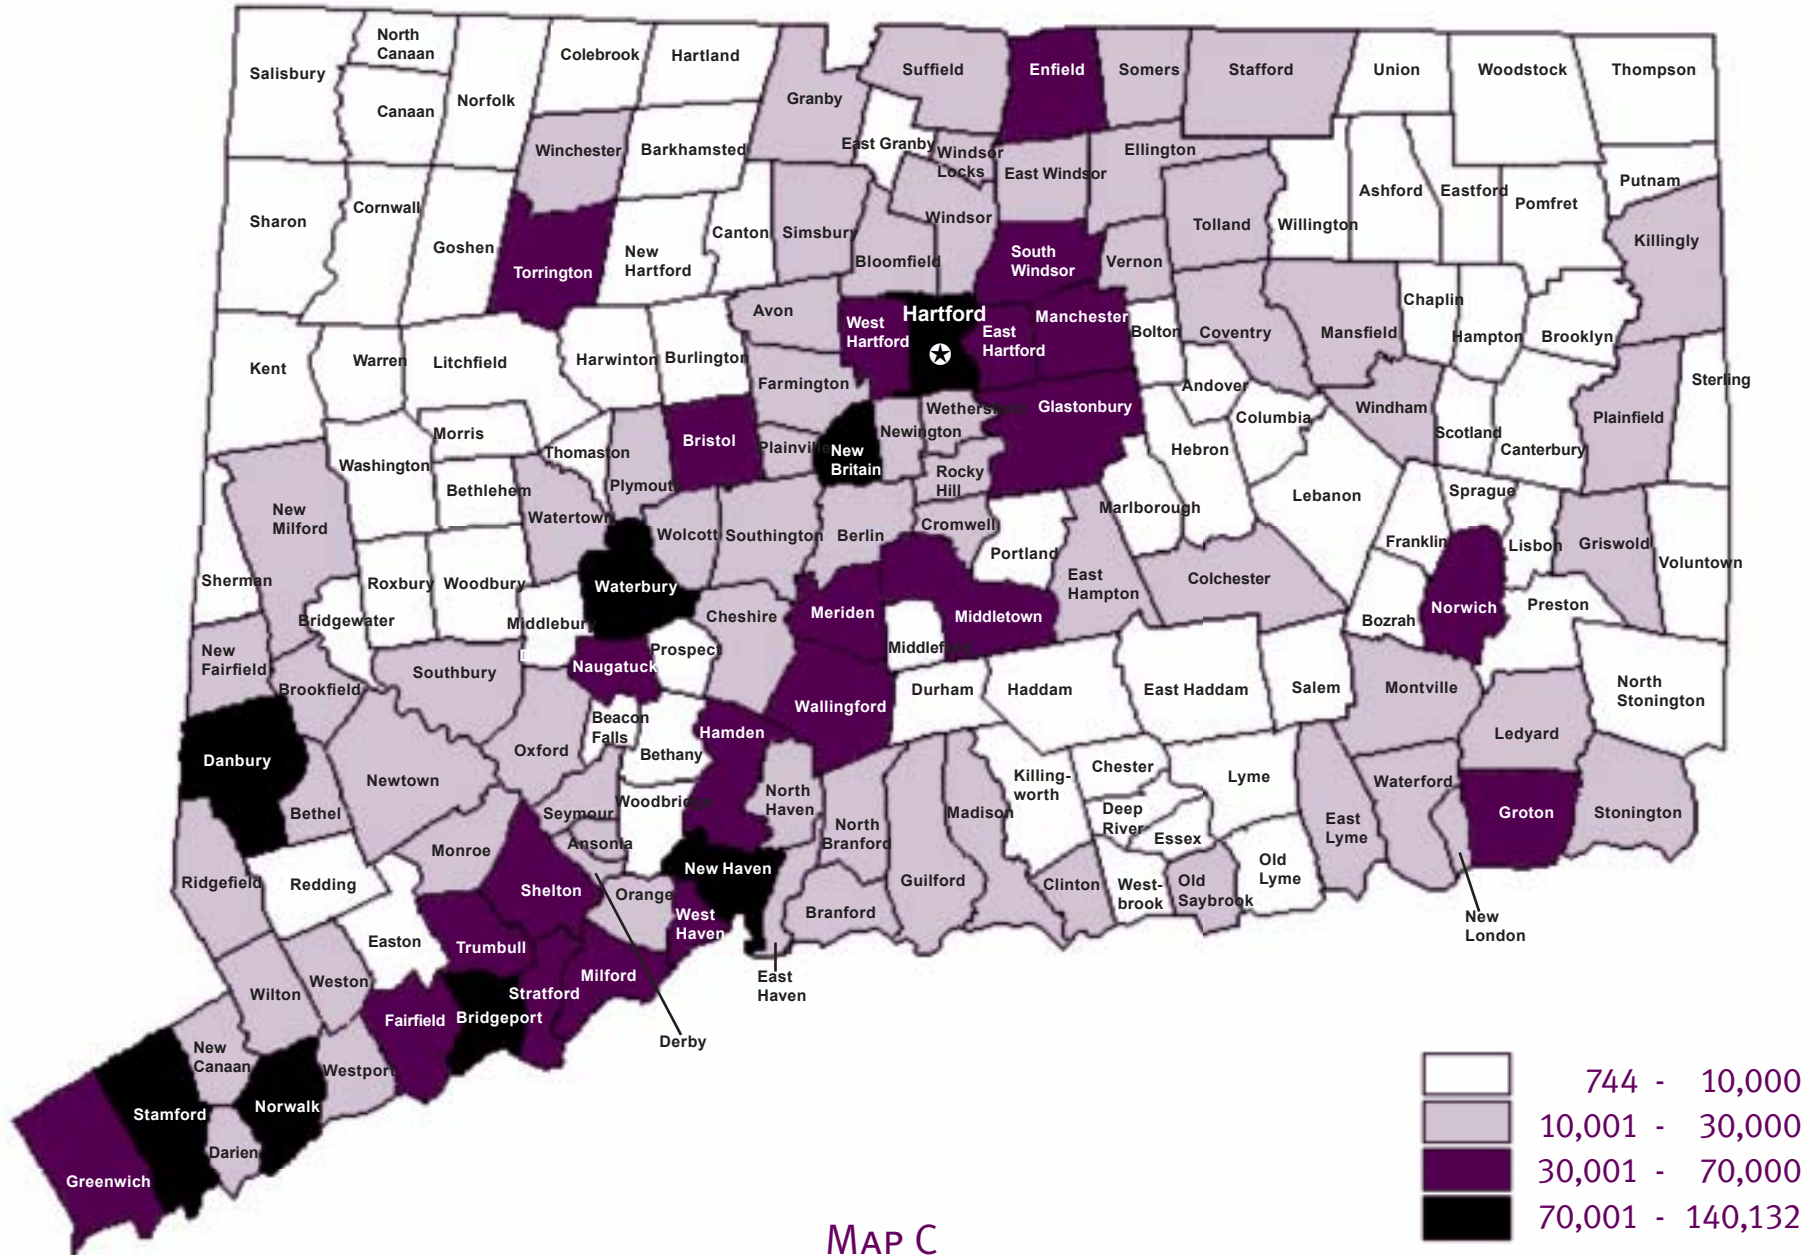 North
Canaan
Colebrook
Hartland
Salisbury
Suffield
Enfield
Somers
Stafford
Union
Woodstock
Thompson
Canaan
Norfolk
Granby
Winchester
Barkhamsted
East Granby
Windsor
Locks
East Windsor
Ellington
Sharon
Cornwall
Goshen
Torrington
New
Hartford
Canton
Simsbury
Bloomfield
Windsor
South
Windsor
Vernon
Tolland
Willington
Ashford
Eastford
Pomfret
Putnam
Killingly
Kent
Warren
Litchfield
Harwinton
Burlington
Avon
West
Hartford
Hartford
East
Hartford
Manchester
Bolton
Coventry
Mansfield
Chaplin
Hampton
Brooklyn
Sterling
Farmington
Andover
Columbia
Windham
Scotland
Canterbury
Plainfield
Morris
Washington
Bethlehem
Thomaston
Plymouth
Bristol
Plainville
New
Britain
Newington
Wethersfield
Glastonbury
Rocky
Hill
Hebron
Marlborough
Lebanon
Sprague
Franklin
Lisbon
Griswold
Voluntown
New
Milford
Sherman
Bridgewater
Roxbury
Woodbury
Watertown
Middlebury
Waterbury
Wolcott
Southington
Berlin
Cromwell
Portland
East
Hampton
Colchester
Bozrah
Norwich
Preston
New
Fairfield
Brookfield
Southbury
Naugatuck
Prospect
Cheshire
Meriden
Middletown
Middlefield
Wallingford
Durham
Haddam
East Haddam
Salem
Montville
North
Stonington
Danbury
Bethel
Newtown
Oxford
Beacon
Falls
Bethany
Hamden
North
Haven
Ledyard
Ridgefield
Redding
Monroe
Seymour
Woodbridge
Ansonia
North
Branford
Guilford
Madison
Killing-
worth
Chester
Deep
River
Essex
Lyme
East
Lyme
Waterford
Groton
Stonington
Easton
Shelton
Orange
New Haven
West
Haven
Branford
Clinton
West-
brook
Old
Saybrook
Old
Lyme
New
London
Wilton
Weston
Trumbull
Stratford
Milford
East
Haven
Derby
Fairfield
Bridgeport
New
Canaan
Westport
Norwalk
Stamford
Darien
Greenwich
744 - 10,000
10,001 - 30,000
30,001 - 70,000
70,001 - 140,132
MAP C